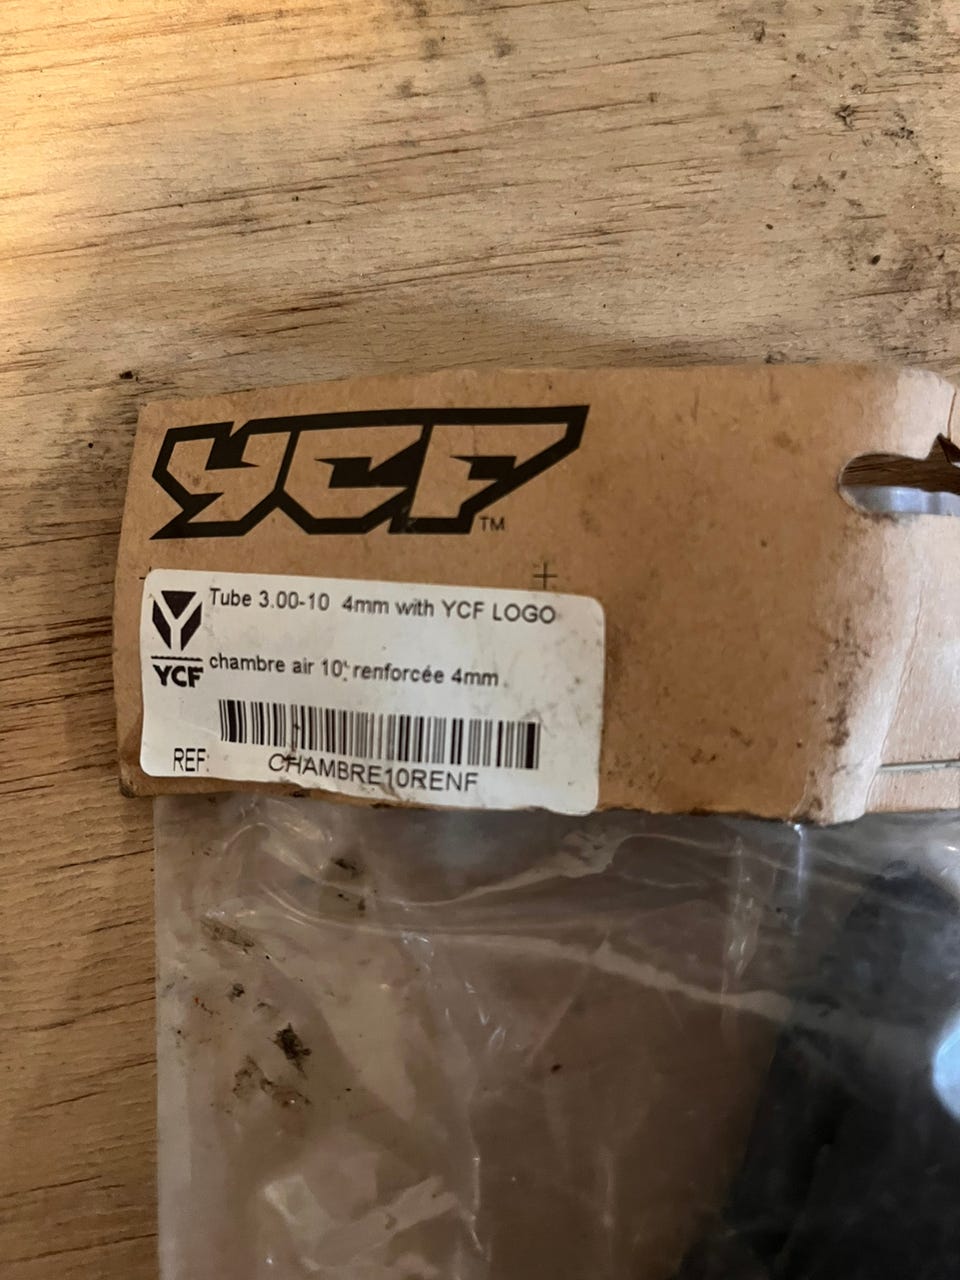 YCF™
Tube 3.00-10 4mm with YCF LOGO
YCF
chambre air 10" renforcée 4mm
REF:
CHAMBRE10RENF